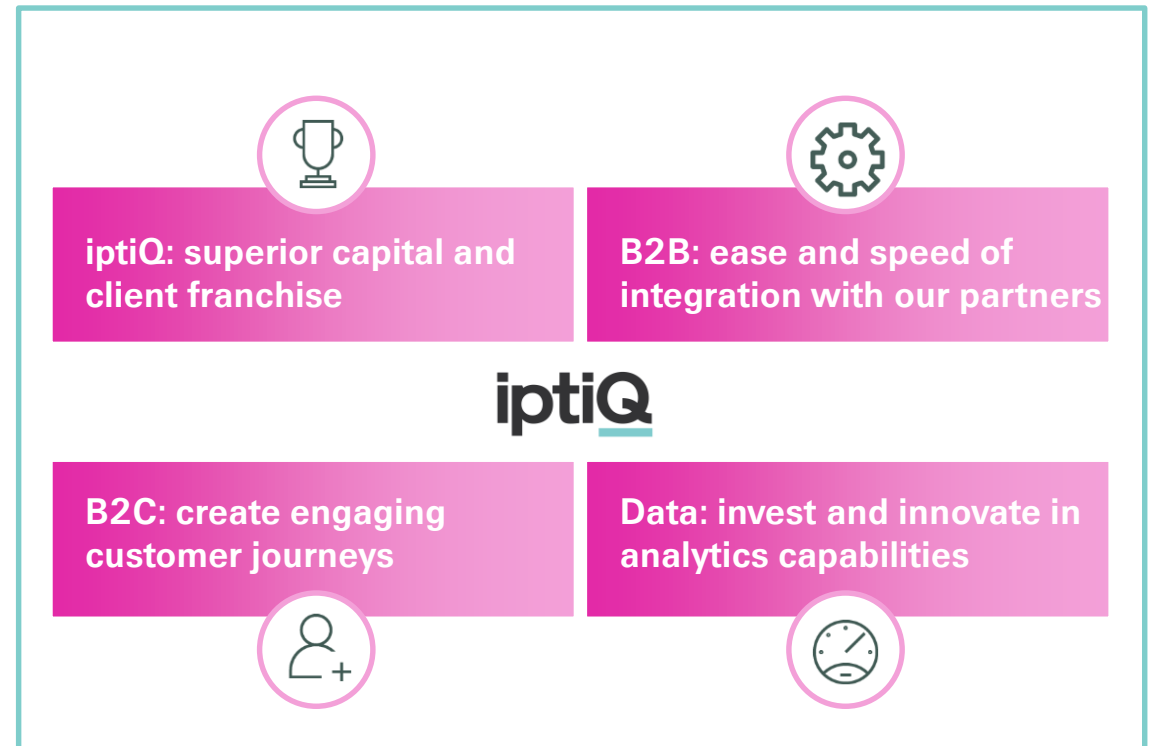 iptiQ: superior capital and
client franchise
B2B: ease and speed of
integration with our partners
iptiQ
B2C: create engaging
customer journeys
Data: invest and innovate in
analytics capabilities